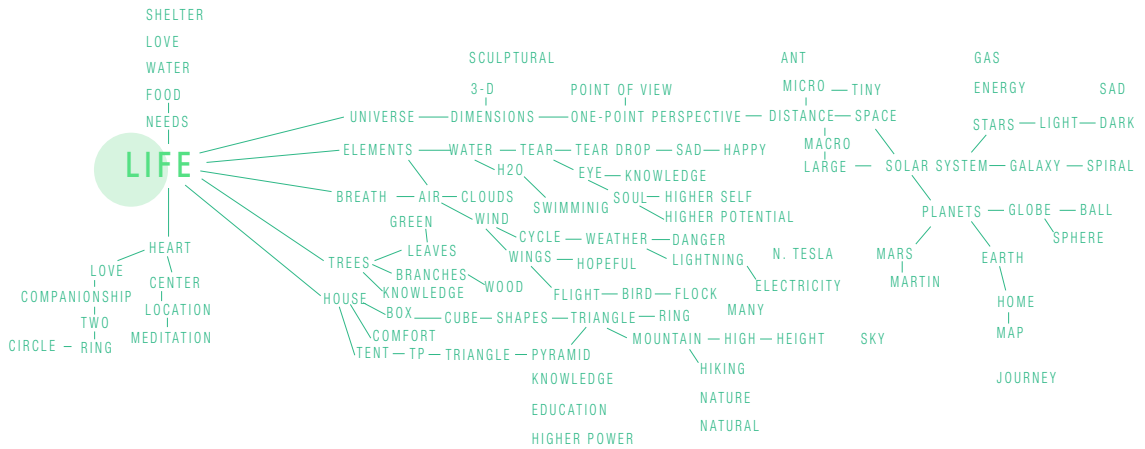 SHELTER
LOVE
WATER
FOOD
NEEDS
LIFE
HEART
LOVE
COMPANIONSHIP
TWO
CIRCLE RING
CENTER
LOCATION
MEDITATION
UNIVERSE DIMENSIONS ONE-POINT PERSPECTIVE DISTANCE SPACE
SCULPTURAL
3-D
POINT OF VIEW
ANT
MICRO TINY
MACRO
LARGE SOLAR SYSTEM GALAXY SPIRAL
GAS
ENERGY
SAD
STARS LIGHT DARK
PLANETS GLOBE BALL
SPHERE
MARS
MARTIN
EARTH
HOME
MAP
JOURNEY
ELEMENTS WATER TEAR TEAR DROP SAD HAPPY
H2O
SWIMMINIG
EYE KNOWLEDGE
SOUL HIGHER SELF
HIGHER POTENTIAL
BREATH AIR CLOUDS
WIND
CYCLE WEATHER DANGER
LIGHTNING
N. TESLA
ELECTRICITY
WINGS HOPEFUL
FLIGHT BIRD FLOCK
MANY
GREEN
LEAVES
TREES
BRANCHES WOOD
KNOWLEDGE
HOUSE
BOX CUBE SHAPES TRIANGLE RING
COMFORT
TENT TP TRIANGLE PYRAMID
KNOWLEDGE
EDUCATION
HIGHER POWER
MOUNTAIN HIGH HEIGHT SKY
HIKING
NATURE
NATURAL